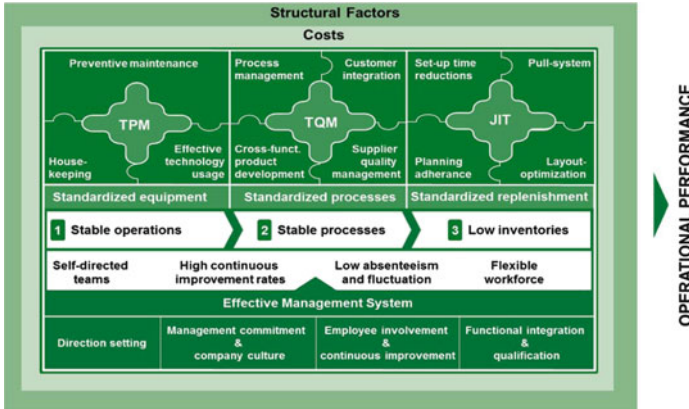 Structural Factors
Costs
Preventive maintenance
TPM
House-
keeping
Effective
technology
usage
Process
management
Customer
integration
TQM
Cross-funct.
product
development
Supplier
quality
management
Set-up time
reductions
Pull-system
JIT
Planning
adherance
Layout-
optimization
Standardized equipment
Standardized processes
Standardized replenishment
1 Stable operations
2 Stable processes
3 Low inventories
Self-directed
teams
High continuous
improvement rates
Low absenteeism
and fluctuation
Flexible
workforce
Effective Management System
Direction setting
Management commitment
&
company culture
Employee involvement
&
continuous improvement
Functional integration
&
qualification
OPERATIONAL PERFORMANCE